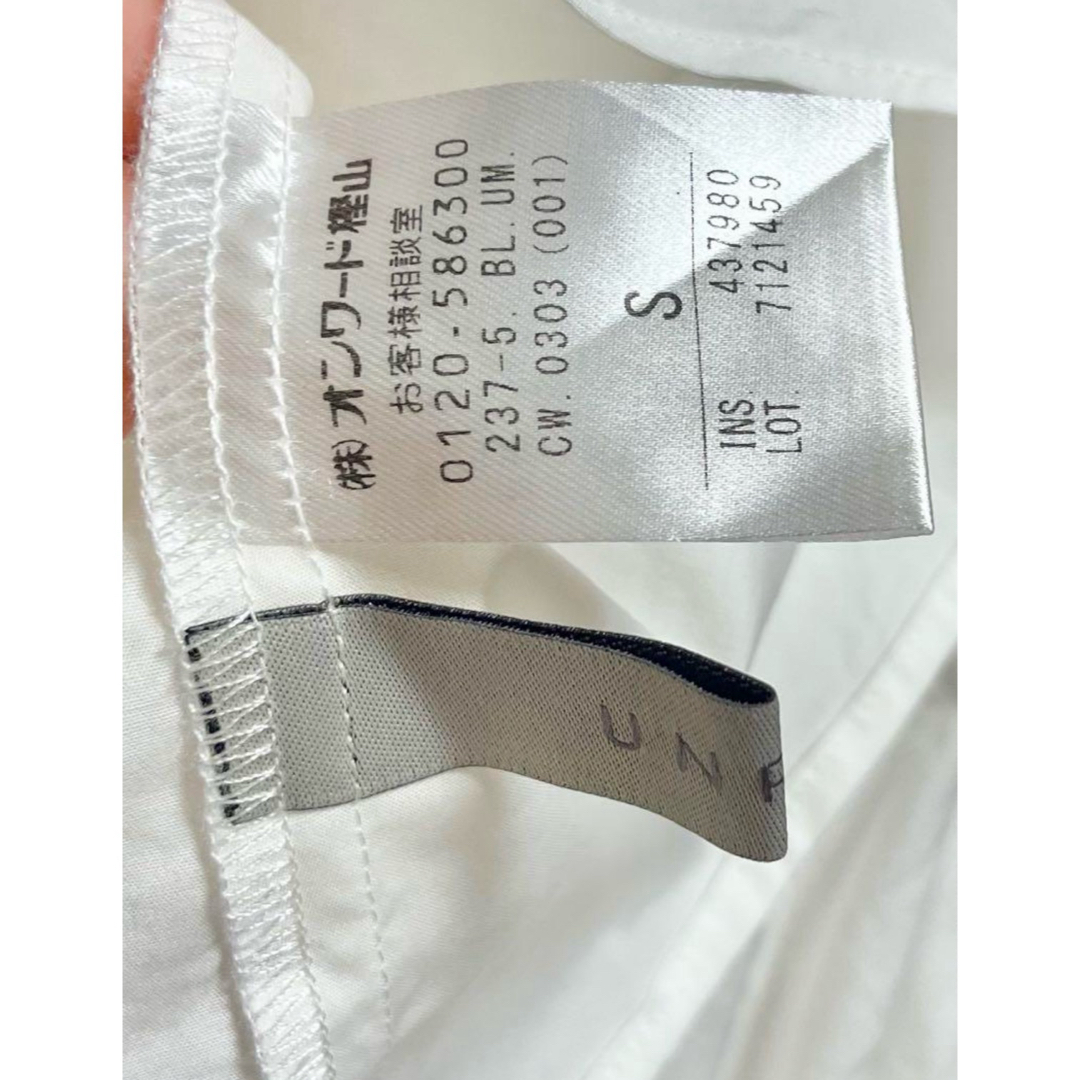 (株)オンワード樫山
お客様相談室
0120-586300
237-5. BL. UM.
CW. 0303 (001)
S
INS. 437980
LOT. 7121459
UNF